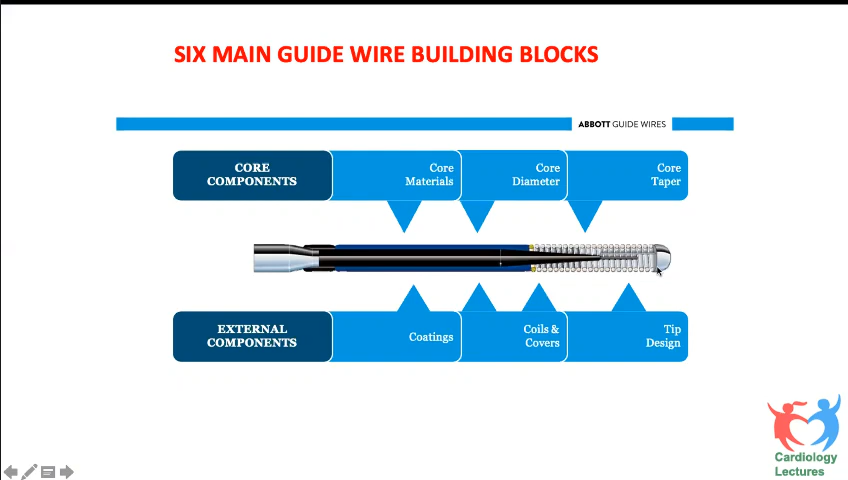 SIX MAIN GUIDE WIRE BUILDING BLOCKS
ABBOTT GUIDE WIRES
CORE
COMPONENTS
Core
Materials
Core
Diameter
Core
Taper
EXTERNAL
COMPONENTS
Coatings
Coils &
Covers
Tip
Design
Cardiology
Lectures